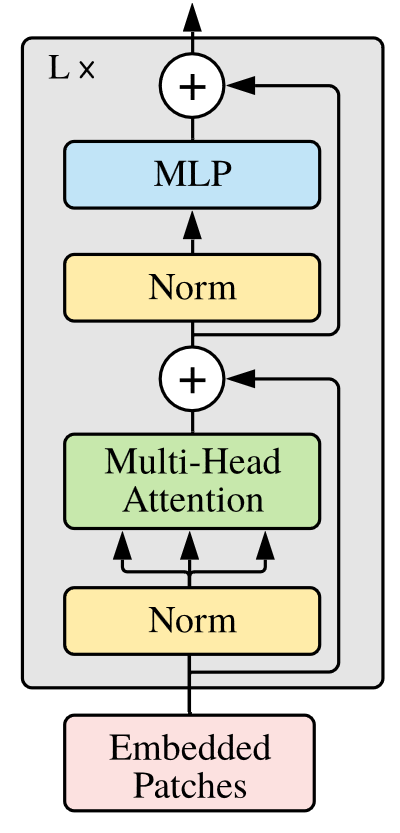 L ×
+
MLP
Norm
+
Multi-Head
Attention
Norm
Embedded
Patches